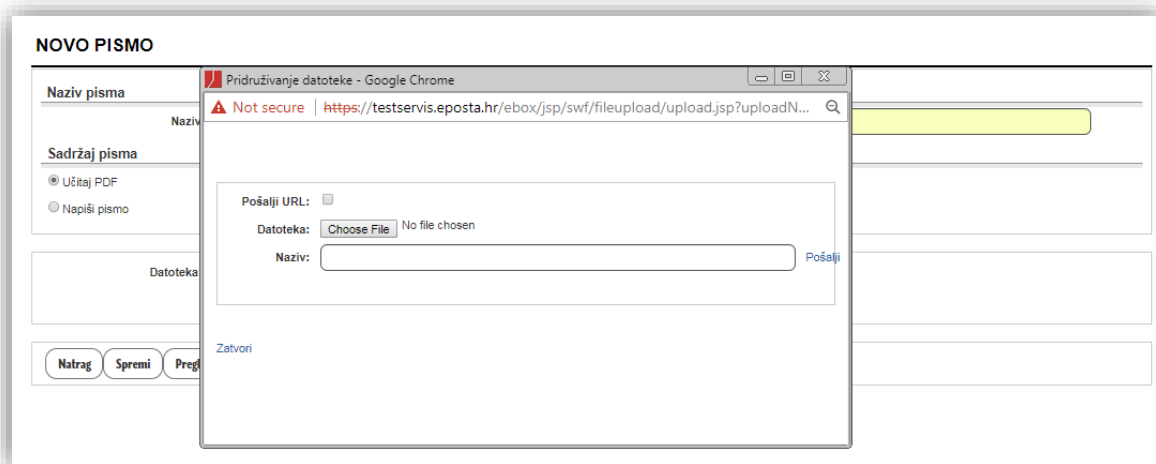 NOVO PISMO
Naziv pisma
Naziv
Sadržaj pisma
Učitaj PDF
Napiši pismo
Datoteka:
Natrag Spremi
Pridruživanje datoteke - Google Chrome
Not secure | https://testservis.eposta.hr/ebox/jsp/swf/fileupload/upload.jsp?uploadN...
Pošalji URL:
Datoteka: Choose File No file chosen
Naziv: Pošalji
Zatvori